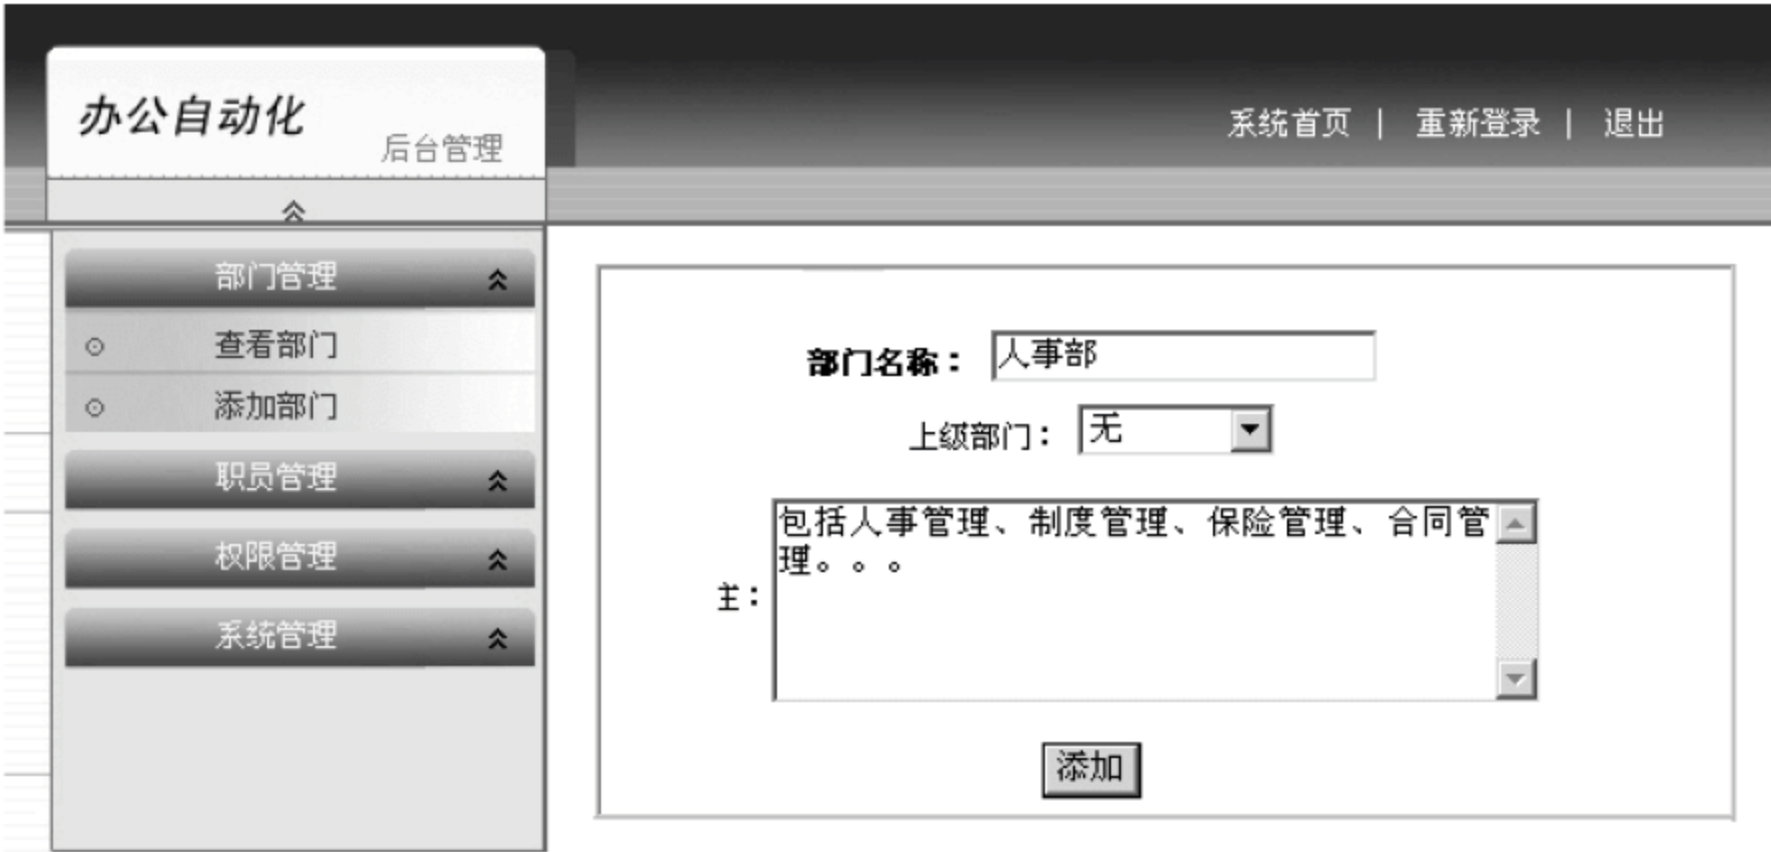 办公自动化
后台管理
系统首页 | 重新登录 | 退出
部门管理
查看部门
添加部门
职员管理
权限管理
系统管理
部门名称： 人事部
上级部门： 无
主：
包括人事管理、制度管理、保险管理、合同管
理。。。
添加